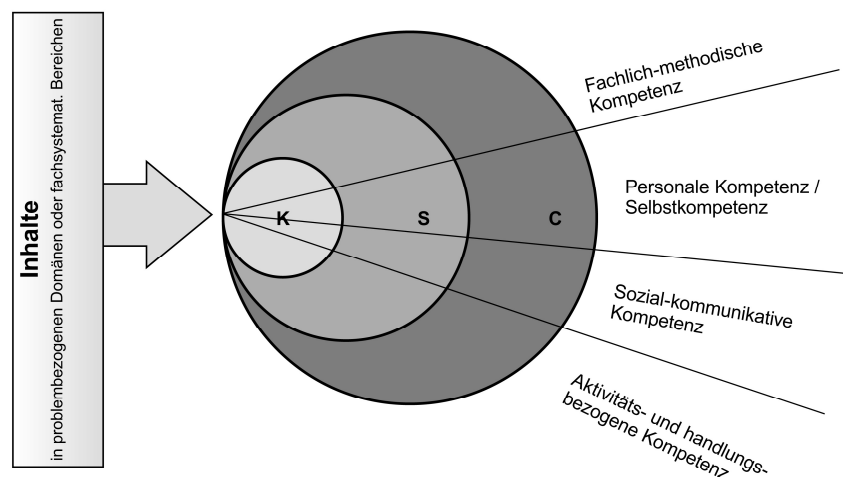 Inhalte
in problembezogenen Domänen oder fachsystemat. Bereichen
K
S
C
Fachlich-methodische
Kompetenz
Personale Kompetenz /
Selbstkompetenz
Sozial-kommunikative
Kompetenz
Aktivitäts- und handlungs-
bezogene Kompetenz